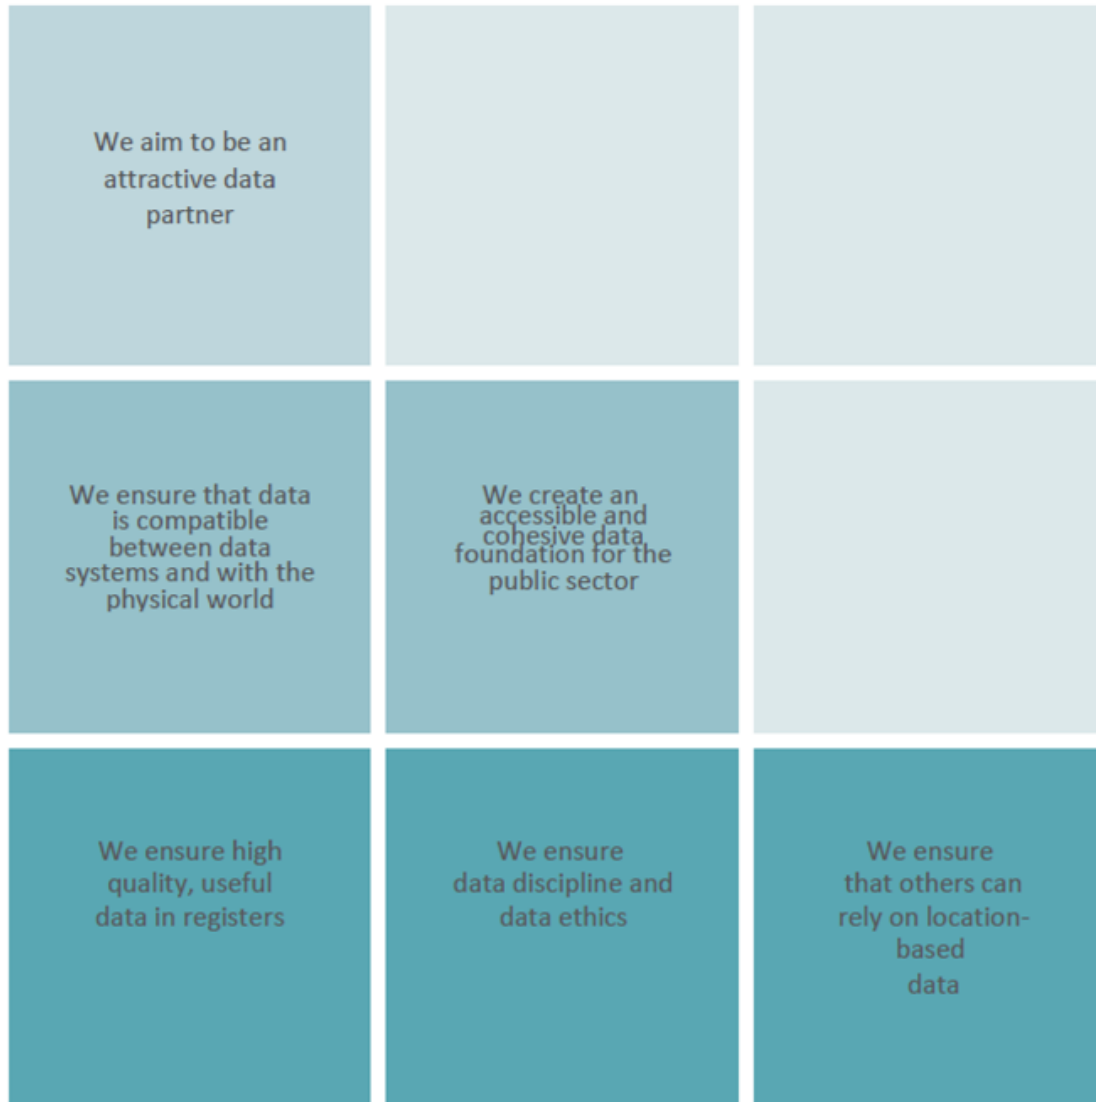 We aim to be an
attractive data
partner
We ensure that data
is compatible
between data
systems and with the
physical world
We create an
accessible and
cohesive data
foundation for the
public sector
We ensure high
quality, useful
data in registers
We ensure
data discipline and
data ethics
We ensure
that others can
rely on location-
based
data